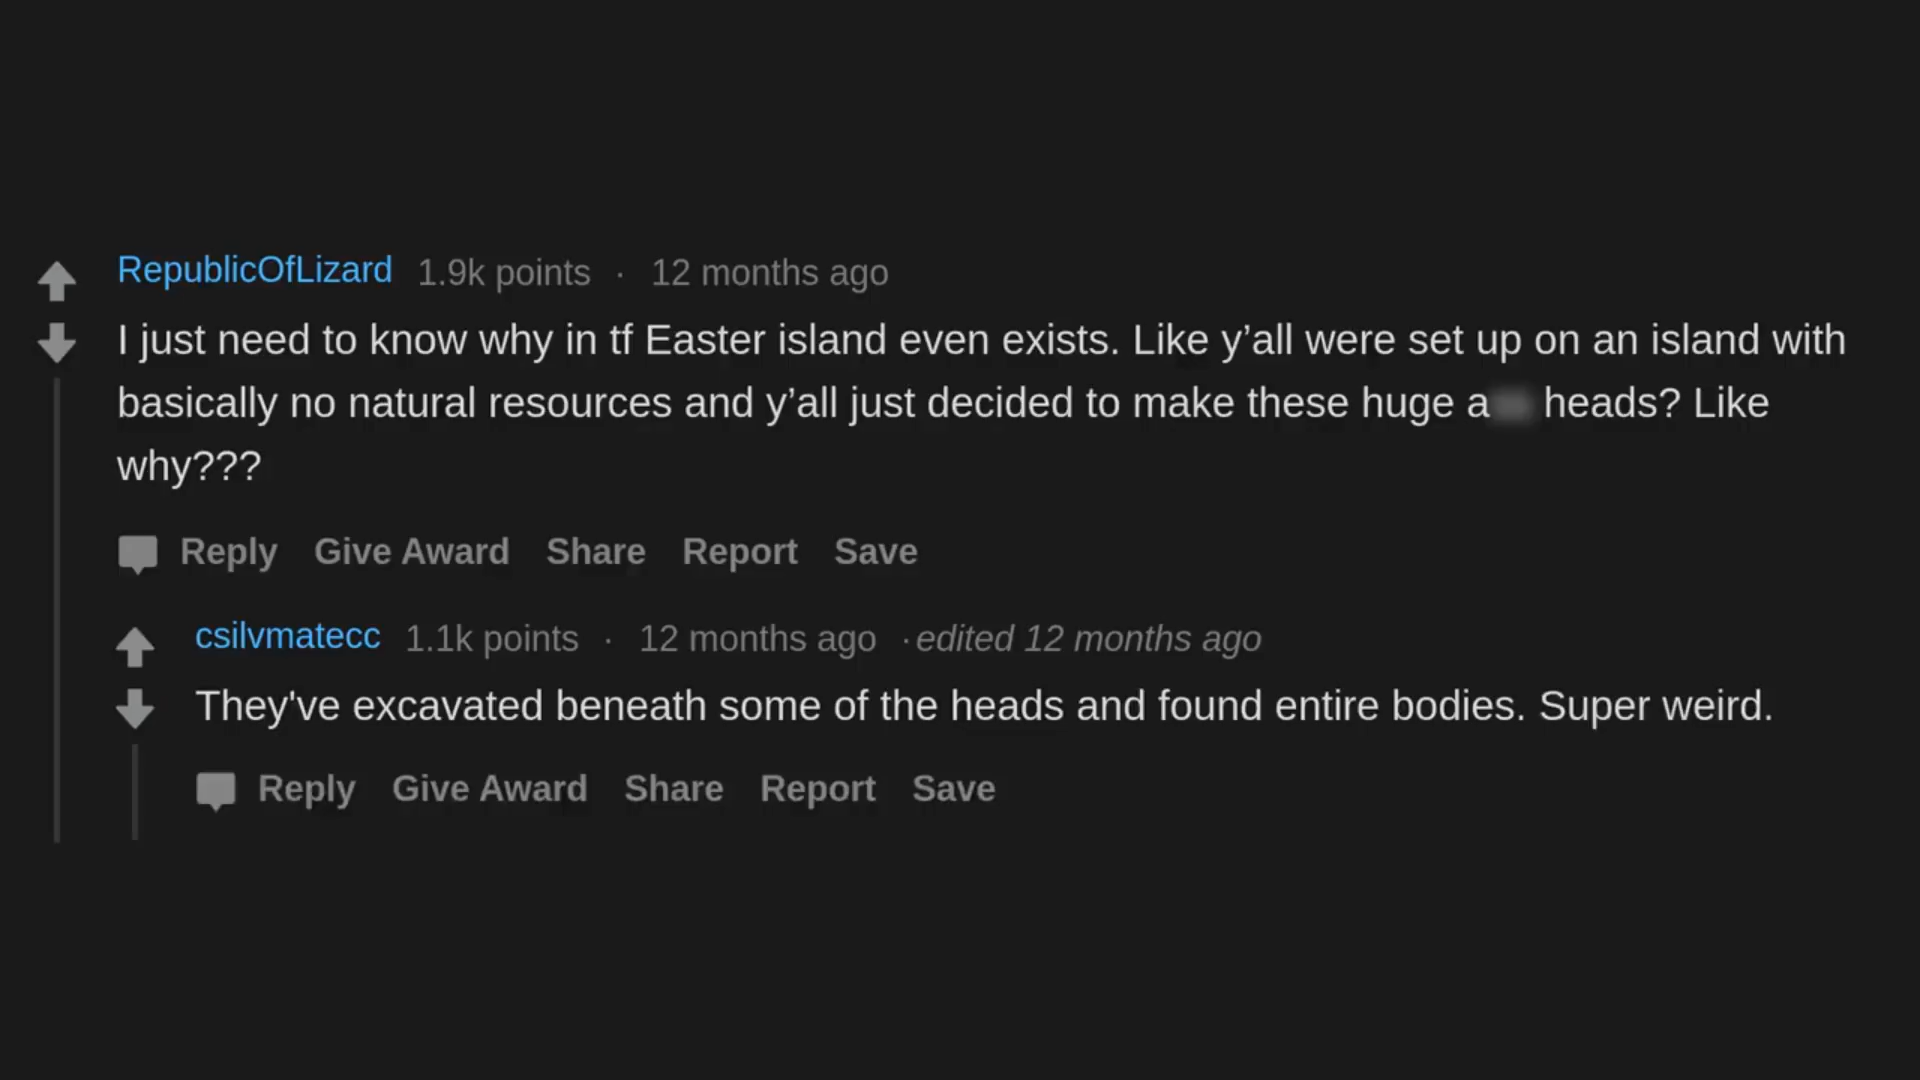 RepublicOfLizard 1.9k points · 12 months ago
I just need to know why in tf Easter island even exists. Like y’all were set up on an island with
basically no natural resources and y’all just decided to make these huge a heads? Like
why???
Reply Give Award Share Report Save
csilvmatecc 1.1k points · 12 months ago · edited 12 months ago
They've excavated beneath some of the heads and found entire bodies. Super weird.
Reply Give Award Share Report Save